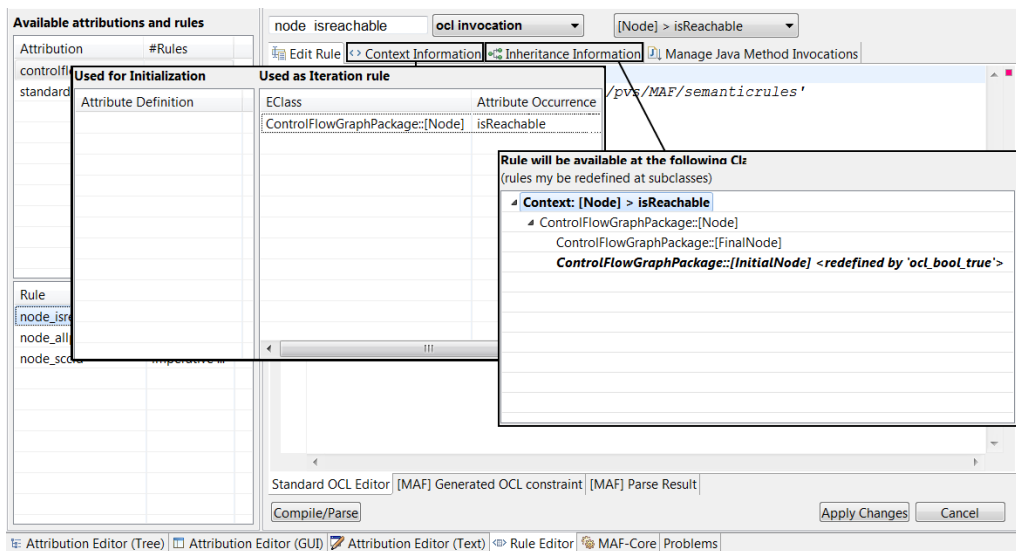 Available attributions and rules
Attribution #Rules
controlfl
standard
node_isreachable ocl invocation [Node] > isReachable
Edit Rule Context Information Inheritance Information Manage Java Method Invocations
/pvs/MAF/semanticrules'
Used for Initialization Used as Iteration rule
Attribute Definition EClass Attribute Occurrence
ControlFlowGraphPackage::[Node] isReachable
Rule will be available at the following Cla
(rules my be redefined at subclasses)
Context: [Node] > isReachable
ControlFlowGraphPackage::[Node]
ControlFlowGraphPackage::[FinalNode]
ControlFlowGraphPackage::[InitialNode] <redefined by 'ocl_bool_true'>
Rule
node_isre
node_allp
Standard OCL Editor [MAF] Generated OCL constraint [MAF] Parse Result
Compile/Parse Apply Changes Cancel
Attribution Editor (Tree) Attribution Editor (GUI) Attribution Editor (Text) Rule Editor MAF-Core Problems